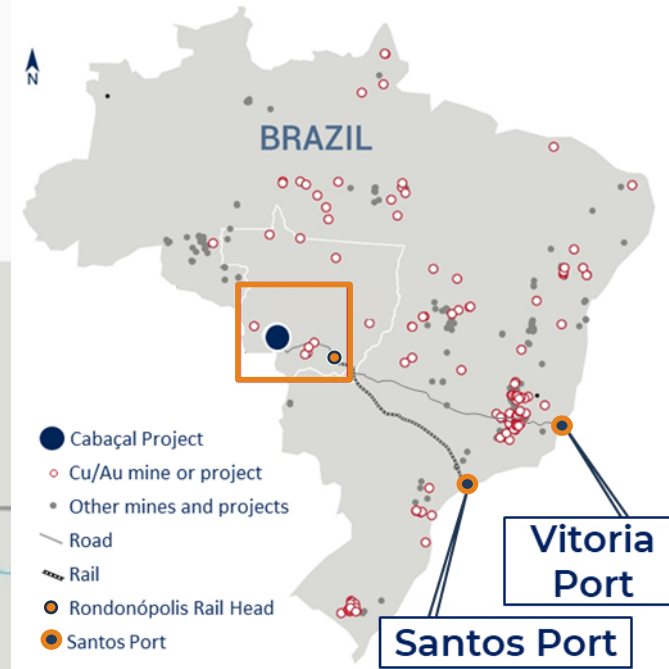 N
BRAZIL
Cabaçal Project
Cu/Au mine or project
Other mines and projects
Road
Rail
Rondonópolis Rail Head
Santos Port
Vitoria
Port
Santos Port